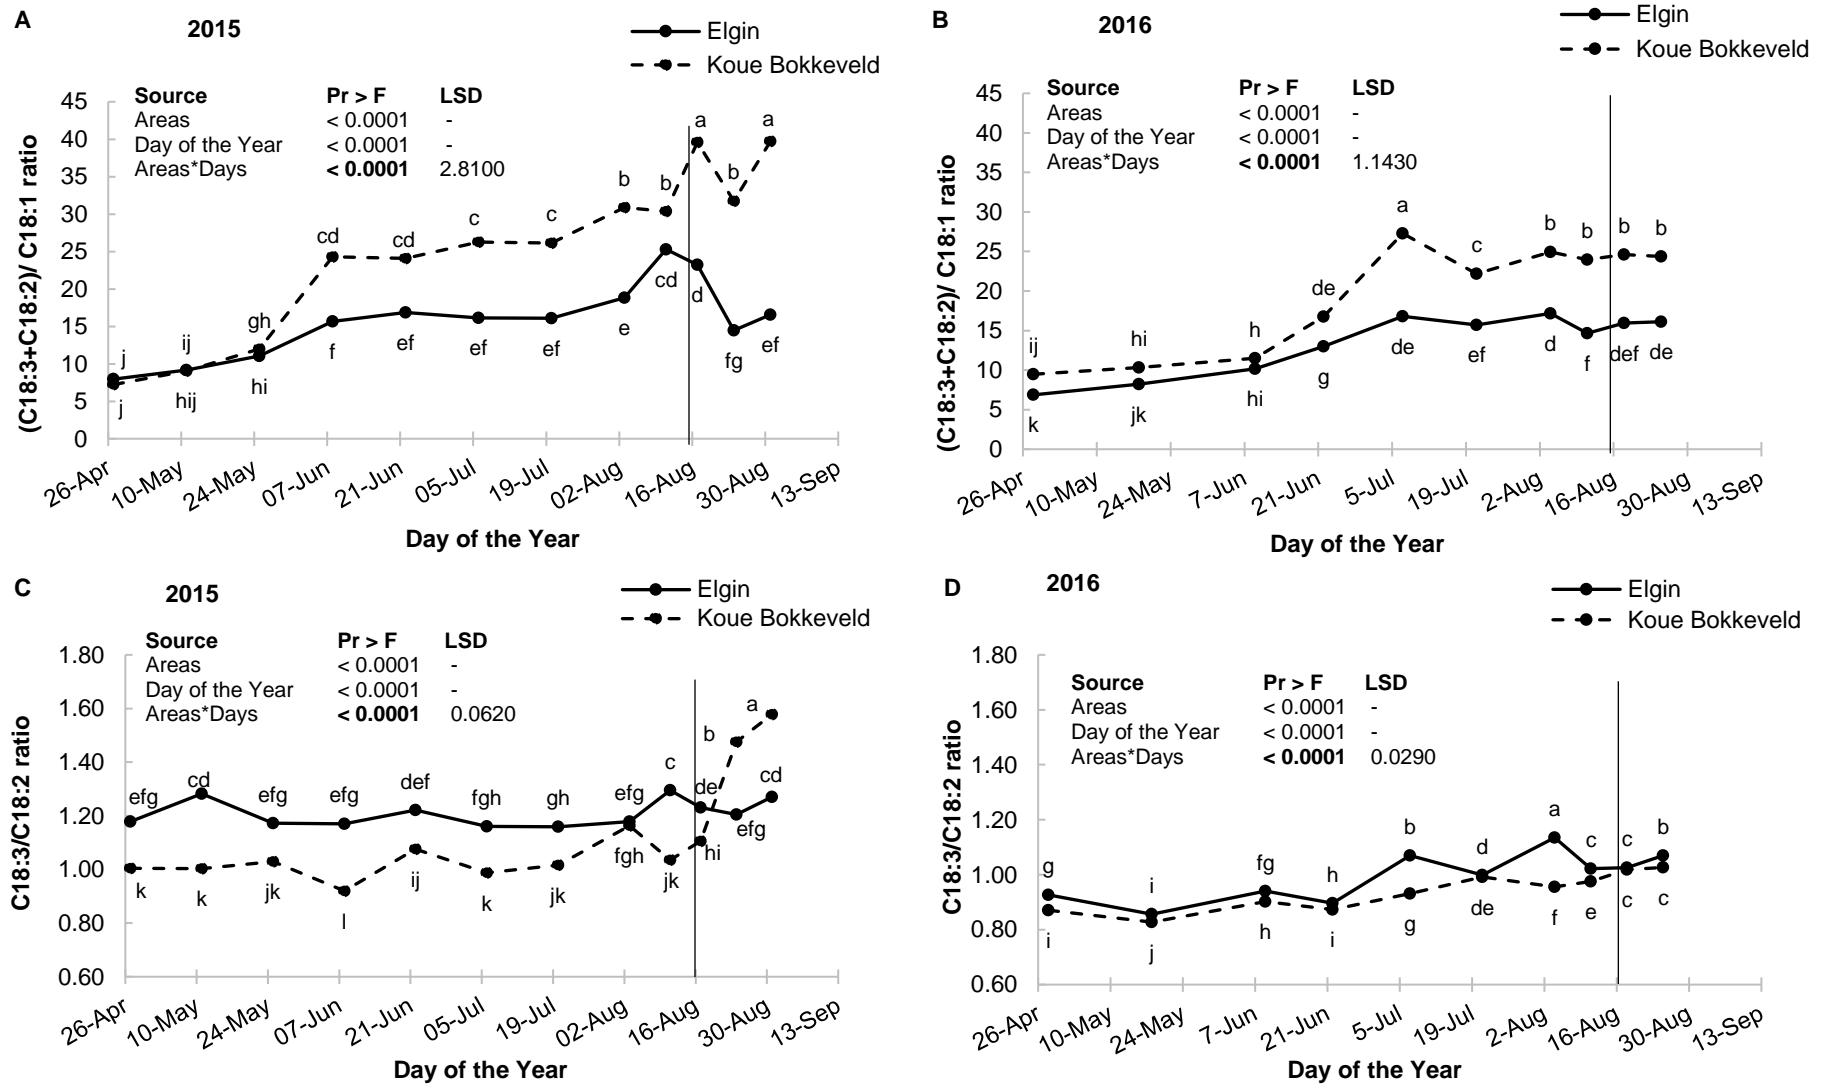 A
2015
Elgin
Koue Bokkeveld
Source Pr > F LSD
Areas < 0.0001 -
Day of the Year < 0.0001 -
Areas*Days < 0.0001 2.8100
(C18:3+C18:2)/ C18:1 ratio
45
40
35
30
25
20
15
10
5
0
j ij gh cd cd c c b b a b a
j hij hi f ef ef ef e cd d fg ef
26-Apr 10-May 24-May 07-Jun 21-Jun 05-Jul 19-Jul 02-Aug 16-Aug 30-Aug 13-Sep
Day of the Year
B
2016
Elgin
Koue Bokkeveld
Source Pr > F LSD
Areas < 0.0001 -
Day of the Year < 0.0001 -
Areas*Days < 0.0001 1.1430
(C18:3+C18:2)/ C18:1 ratio
45
40
35
30
25
20
15
10
5
0
ij hi h de a c b b b b
k jk hi g de ef d f def de
26-Apr 10-May 24-May 7-Jun 21-Jun 5-Jul 19-Jul 2-Aug 16-Aug 30-Aug 13-Sep
Day of the Year
C
2015
Elgin
Koue Bokkeveld
Source Pr > F LSD
Areas < 0.0001 -
Day of the Year < 0.0001 -
Areas*Days < 0.0001 0.0620
C18:3/C18:2 ratio
1.80
1.60
1.40
1.20
1.00
0.80
0.60
efg cd efg efg def fgh gh efg c de b a cd
k k jk l ij k jk fgh jk hi efg
26-Apr 10-May 24-May 07-Jun 21-Jun 05-Jul 19-Jul 02-Aug 16-Aug 30-Aug 13-Sep
Day of the Year
D
2016
Elgin
Koue Bokkeveld
Source Pr > F LSD
Areas < 0.0001 -
Day of the Year < 0.0001 -
Areas*Days < 0.0001 0.0290
C18:3/C18:2 ratio
1.80
1.60
1.40
1.20
1.00
0.80
0.60
g i fg h b d a c c b
i j h i g de f e c c
26-Apr 10-May 24-May 7-Jun 21-Jun 5-Jul 19-Jul 2-Aug 16-Aug 30-Aug 13-Sep
Day of the Year